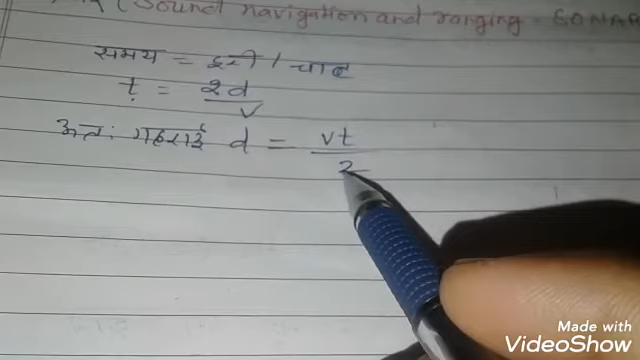 (Sound navigation and ranging = SONAR
समय = दूरी / चाल
t = 2d / v
अतः गहराई d = vt / 2
Made with
VideoShow